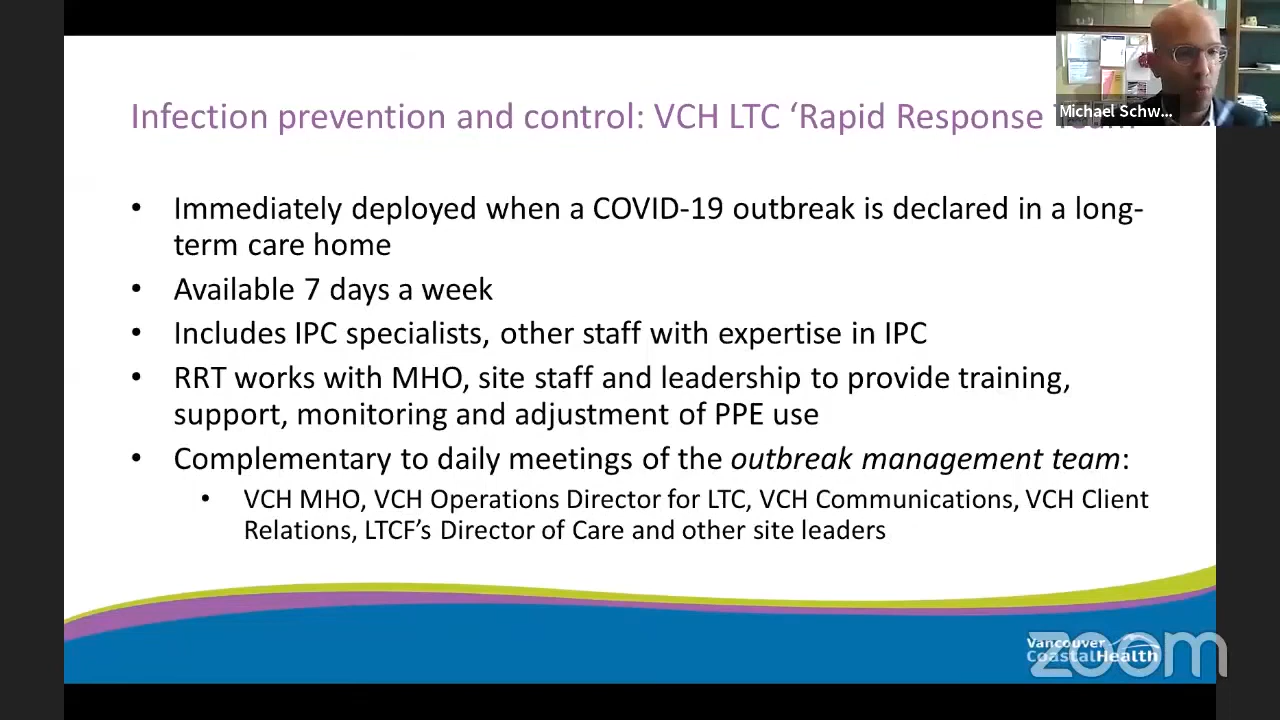 Infection prevention and control: VCH LTC ‘Rapid Response
Michael Schw...
• Immediately deployed when a COVID-19 outbreak is declared in a long-
term care home
• Available 7 days a week
• Includes IPC specialists, other staff with expertise in IPC
• RRT works with MHO, site staff and leadership to provide training,
support, monitoring and adjustment of PPE use
• Complementary to daily meetings of the outbreak management team:
• VCH MHO, VCH Operations Director for LTC, VCH Communications, VCH Client
Relations, LTCF’s Director of Care and other site leaders
Vancouver
CoastalHealth
zoom